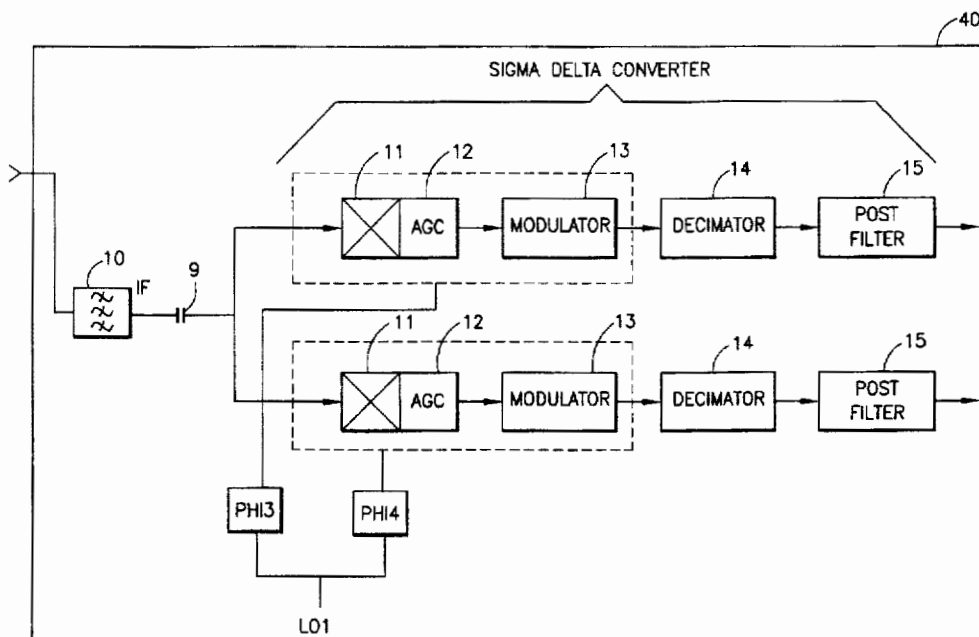 40
SIGMA DELTA CONVERTER
11
12
13
14
15
AGC
MODULATOR
DECIMATOR
POST
FILTER
10
IF
9
11
12
13
14
15
AGC
MODULATOR
DECIMATOR
POST
FILTER
PHI3
PHI4
LO1